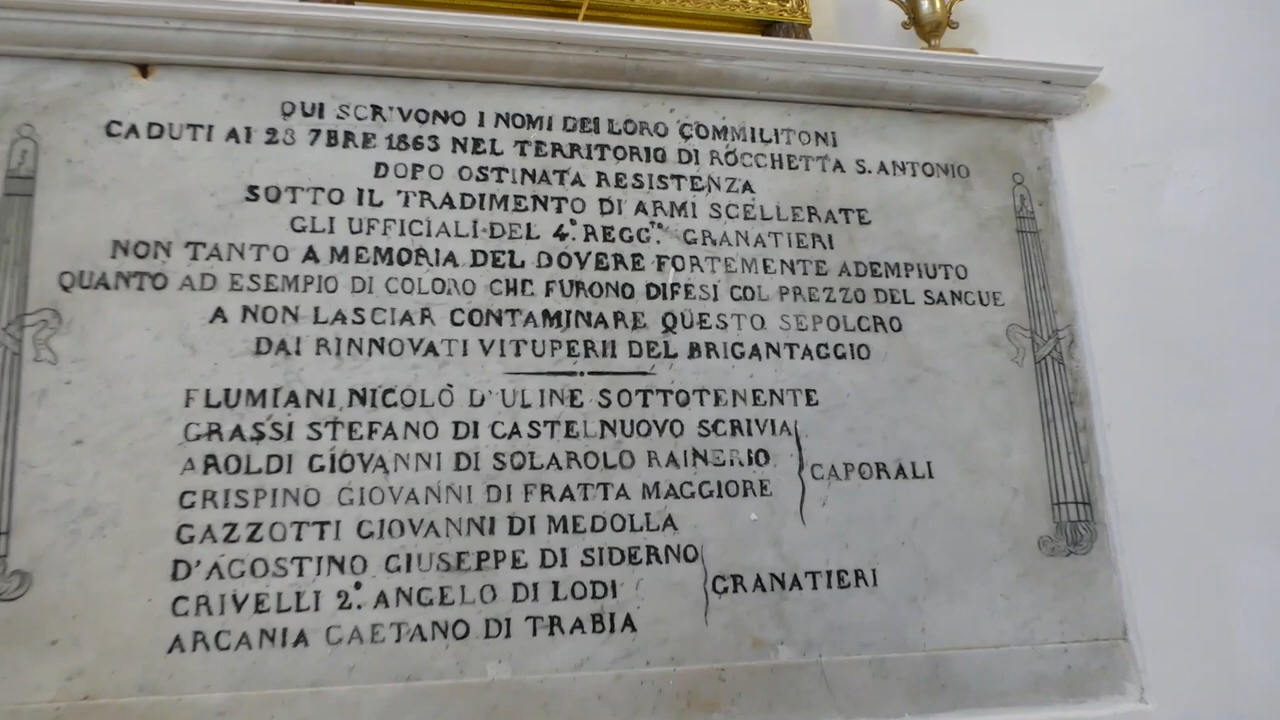 QUI SCRIVONO I NOMI DEI LORO COMMILITONI
CADUTI AI 28 7BRE 1863 NEL TERRITORIO DI ROCCHETTA S. ANTONIO
DOPO OSTINATA RESISTENZA
SOTTO IL TRADIMENTO DI ARMI SCELLERATE
GLI UFFICIALI DEL 4.° REGG.TO GRANATIERI
NON TANTO A MEMORIA DEL DOVERE FORTEMENTE ADEMPIUTO
QUANTO AD ESEMPIO DI COLORO CHE FURONO DIFESI COL PREZZO DEL SANGUE
A NON LASCIAR CONTAMINARE QUESTO SEPOLCRO
DAI RINNOVATI VITUPERII DEL BRIGANTAGGIO
FLUMIANI NICOLÒ D'ULINE SOTTOTENENTE
GRASSI STEFANO DI CASTELNUOVO SCRIVIA
AROLDI GIOVANNI DI SOLAROLO RAINERIO
CAPORALI
CRISPINO GIOVANNI DI FRATTA MAGGIORE
GAZZOTTI GIOVANNI DI MEDOLLA
D'AGOSTINO GIUSEPPE DI SIDERNO
GRANATIERI
CRIVELLI 2.° ANGELO DI LODI
ARCANIA GAETANO DI TRABIA